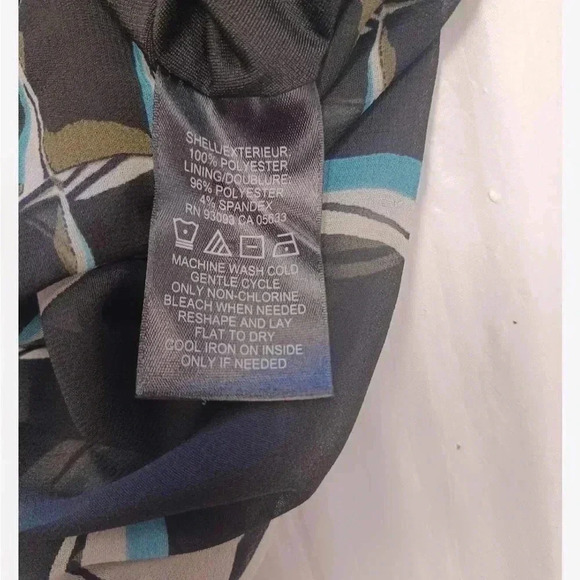 SHELL/EXTERIEUR:
100% POLYESTER
LINING/DOUBLURE:
96% POLYESTER
4% SPANDEX
RN 93093 CA 05633
MACHINE WASH COLD
GENTLE CYCLE
ONLY NON-CHLORINE
BLEACH WHEN NEEDED
RESHAPE AND LAY
FLAT TO DRY
COOL IRON ON INSIDE
ONLY IF NEEDED